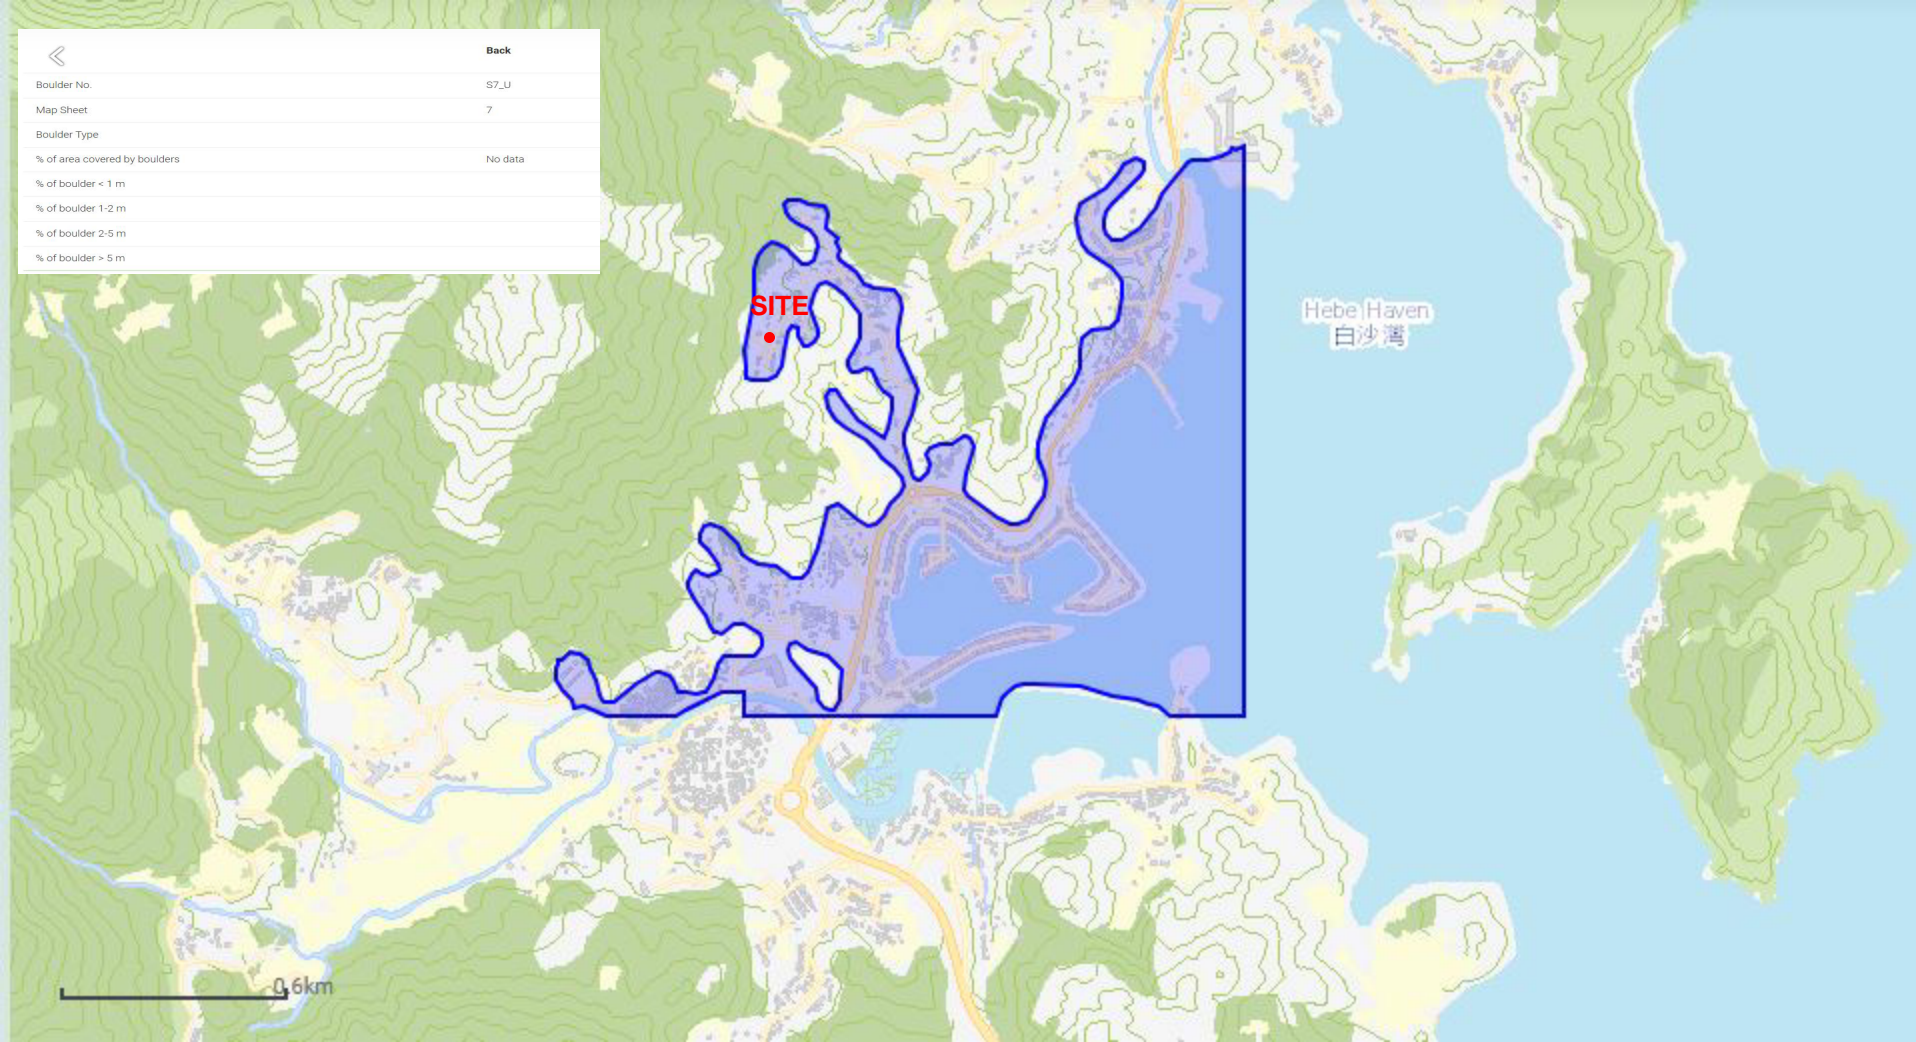 Back
Boulder No. S7_U
Map Sheet 7
Boulder Type
% of area covered by boulders No data
% of boulder < 1 m
% of boulder 1-2 m
% of boulder 2-5 m
% of boulder > 5 m
SITE
Hebe Haven
白沙灣
0.6km